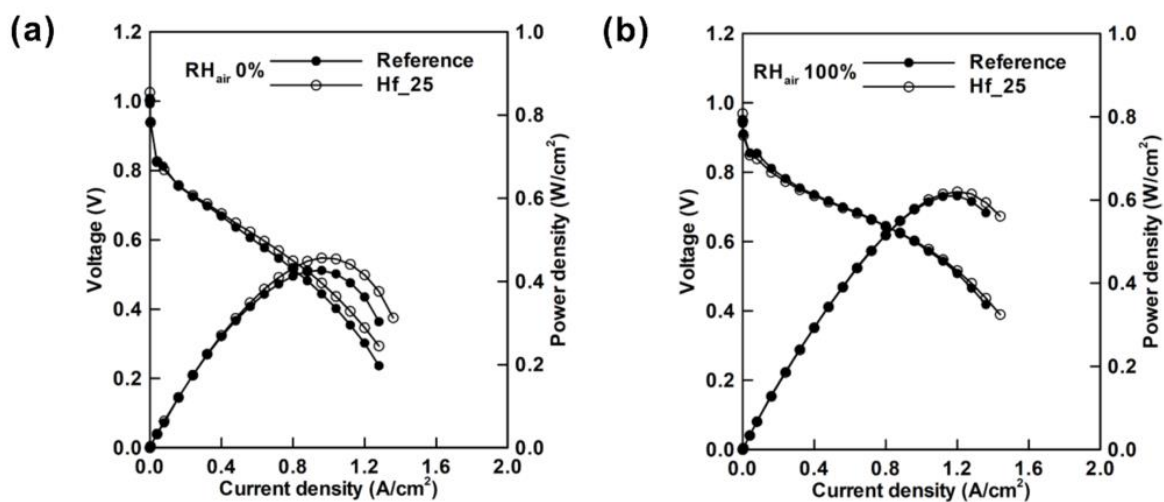 (a)
1.2
1.0
0.8
0.6
0.4
0.2
0.0
Voltage (V)
RHair 0%
Reference
Hf_25
1.0
0.8
0.6
0.4
0.2
0.0
Power density (W/cm2)
0.0 0.4 0.8 1.2 1.6 2.0
Current density (A/cm2)
(b)
1.2
1.0
0.8
0.6
0.4
0.2
0.0
Voltage (V)
RHair 100%
Reference
Hf_25
1.0
0.8
0.6
0.4
0.2
0.0
Power density (W/cm2)
0.0 0.4 0.8 1.2 1.6 2.0
Current density (A/cm2)